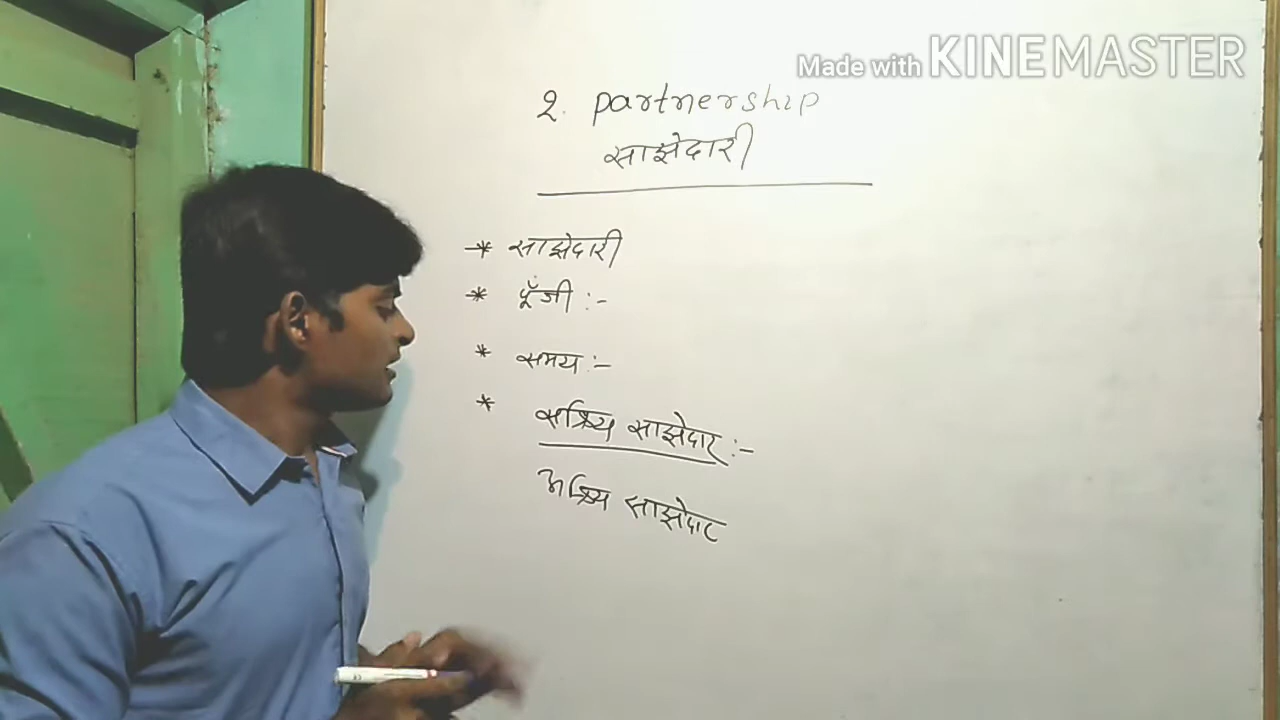 Made with KINEMASTER
2. partnership
साझेदारी
* साझेदारी
* पूँजी :-
* समय :-
* सक्रिय साझेदार :-
अक्रिय साझेदार